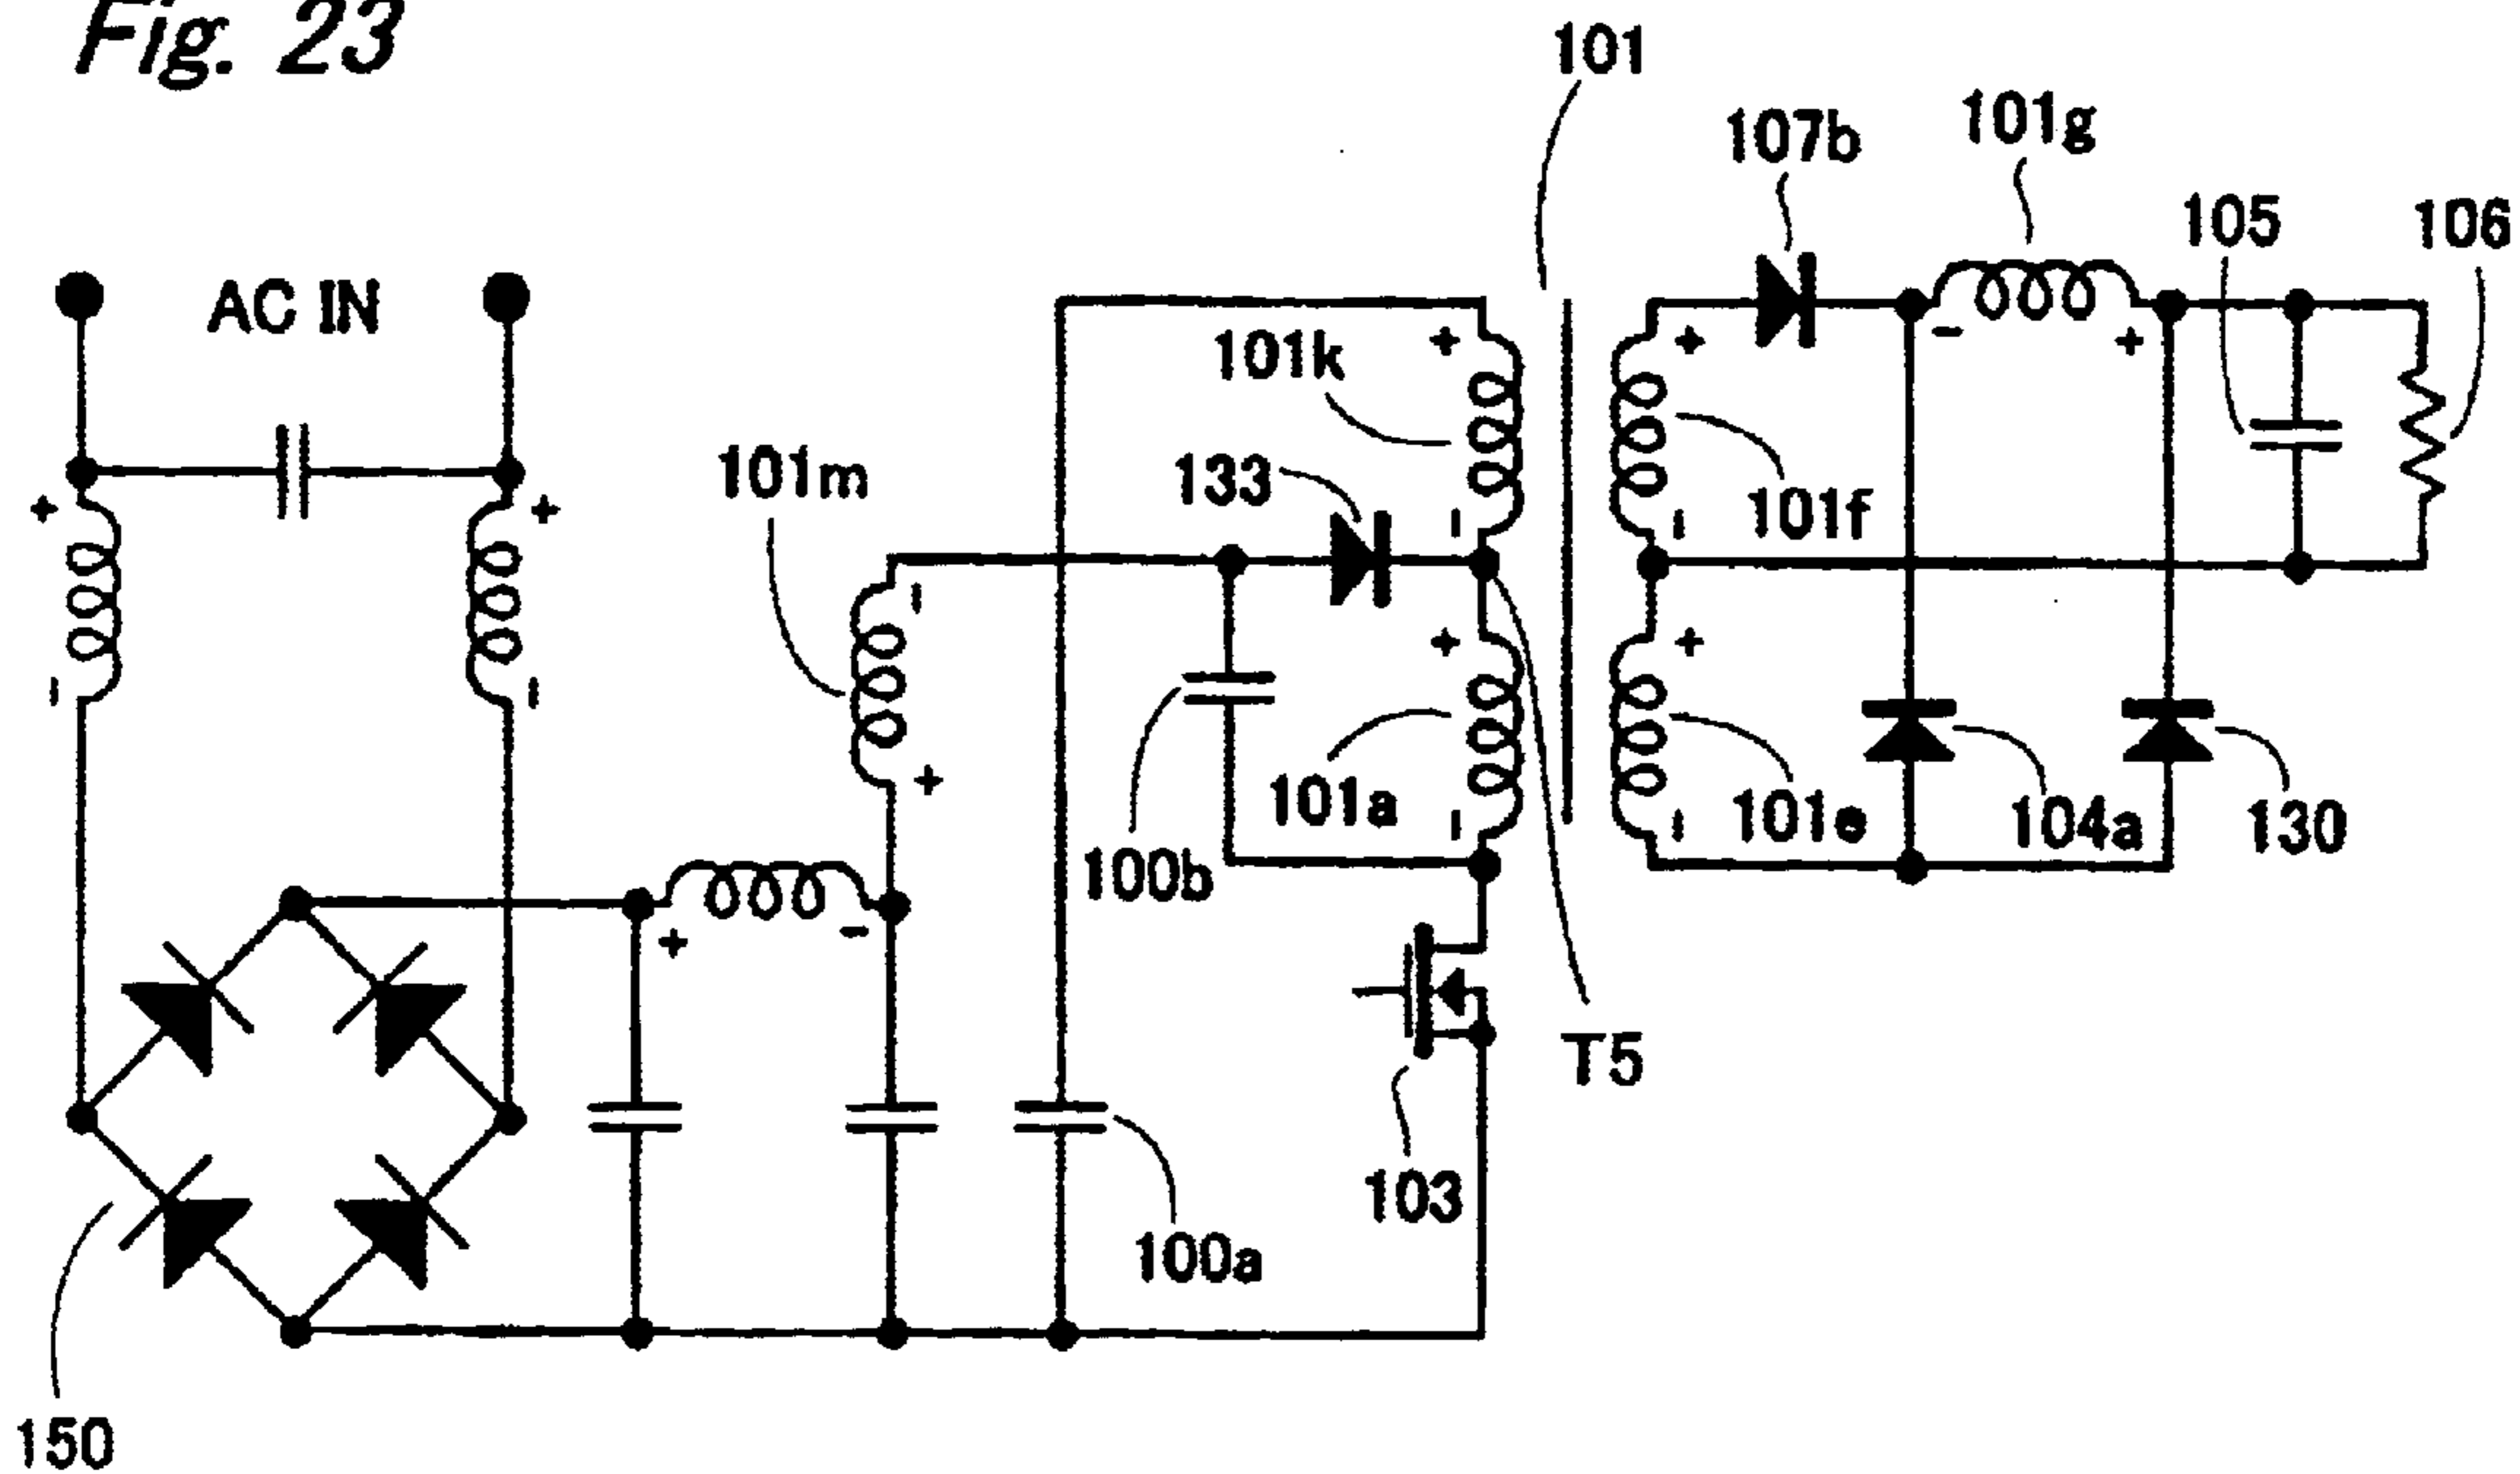 Fig. 23
101
107b
101g
105
106
AC IN
101k
133
101m
101f
100b
101a
101e
104a
130
T5
103
100a
150
+
-
+
-
+
-
-
+
+
-
+
-
+
-
+
-
-
+